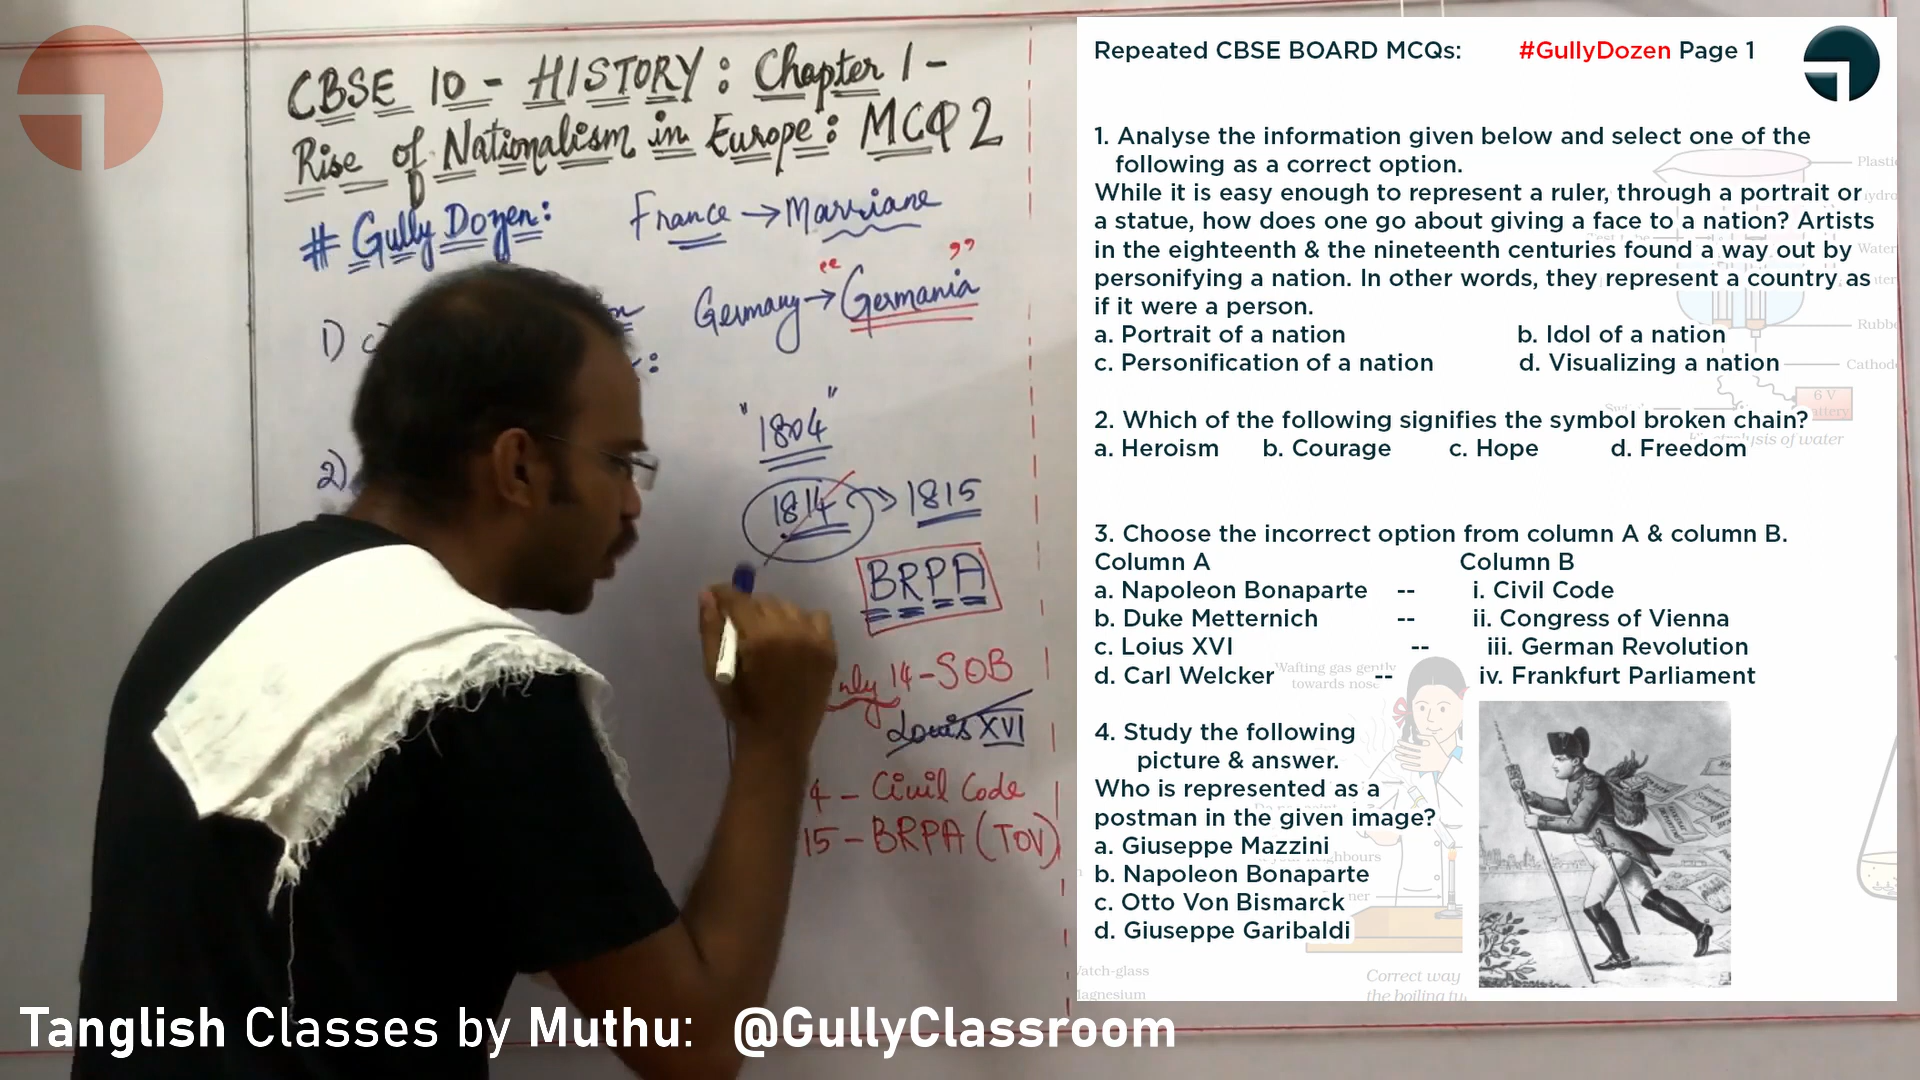 CBSE 10 - HISTORY : Chapter 1 -
Rise of Nationalism in Europe : MCQ 2
# Gully Dozen :
France → Marriane
Germany → "Germania"
1)
"1804"
2)
1814 → 1815
BRPA
14 - SOB
Louis XVI
4 - Civil Code
15 - BRPA (TOV)
Repeated CBSE BOARD MCQs: #GullyDozen Page 1
1. Analyse the information given below and select one of the
following as a correct option.
While it is easy enough to represent a ruler, through a portrait or
a statue, how does one go about giving a face to a nation? Artists
in the eighteenth & the nineteenth centuries found a way out by
personifying a nation. In other words, they represent a country as
if it were a person.
a. Portrait of a nation b. Idol of a nation
c. Personification of a nation d. Visualizing a nation
2. Which of the following signifies the symbol broken chain?
a. Heroism b. Courage c. Hope d. Freedom
3. Choose the incorrect option from column A & column B.
Column A Column B
a. Napoleon Bonaparte -- i. Civil Code
b. Duke Metternich -- ii. Congress of Vienna
c. Loius XVI -- iii. German Revolution
d. Carl Welcker -- iv. Frankfurt Parliament
4. Study the following
picture & answer.
Who is represented as a
postman in the given image?
a. Giuseppe Mazzini
b. Napoleon Bonaparte
c. Otto Von Bismarck
d. Giuseppe Garibaldi
Wafting gas gently
towards nose
6 V
Correct way
Tanglish Classes by Muthu: @GullyClassroom